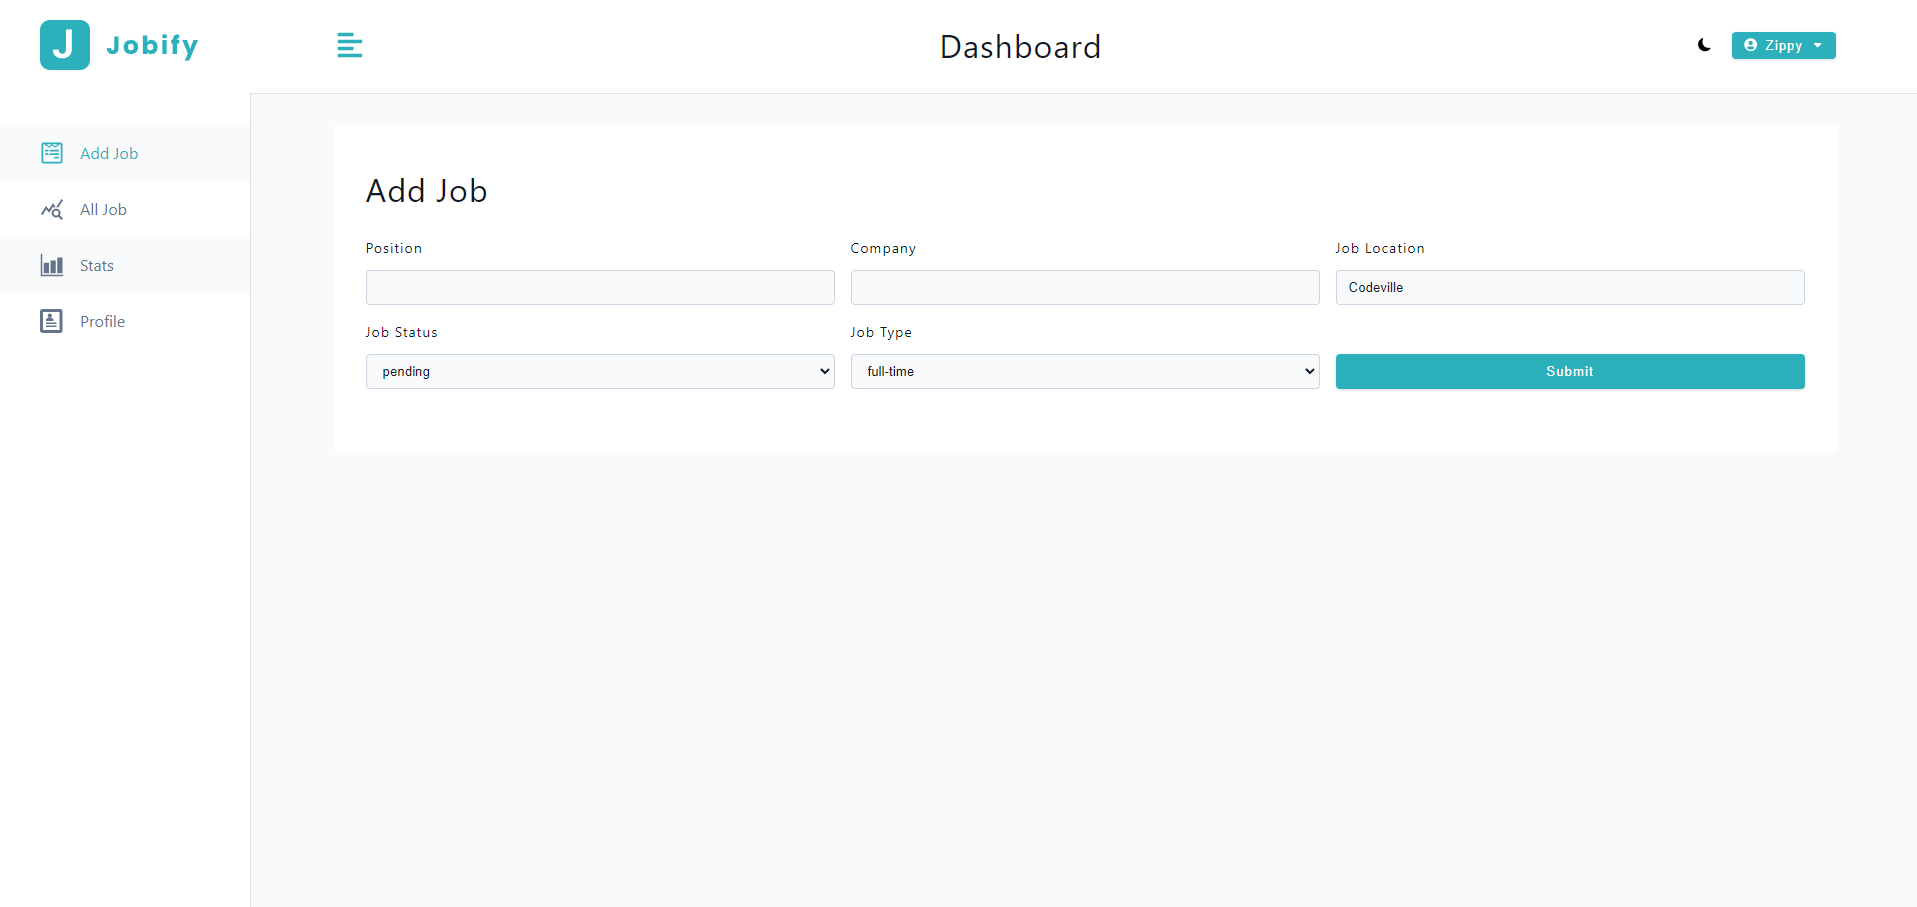 J Jobify
Dashboard
Zippy
Add Job
All Job
Stats
Profile
Add Job
Position
Company
Job Location
Codeville
Job Status
Job Type
pending
full-time
Submit